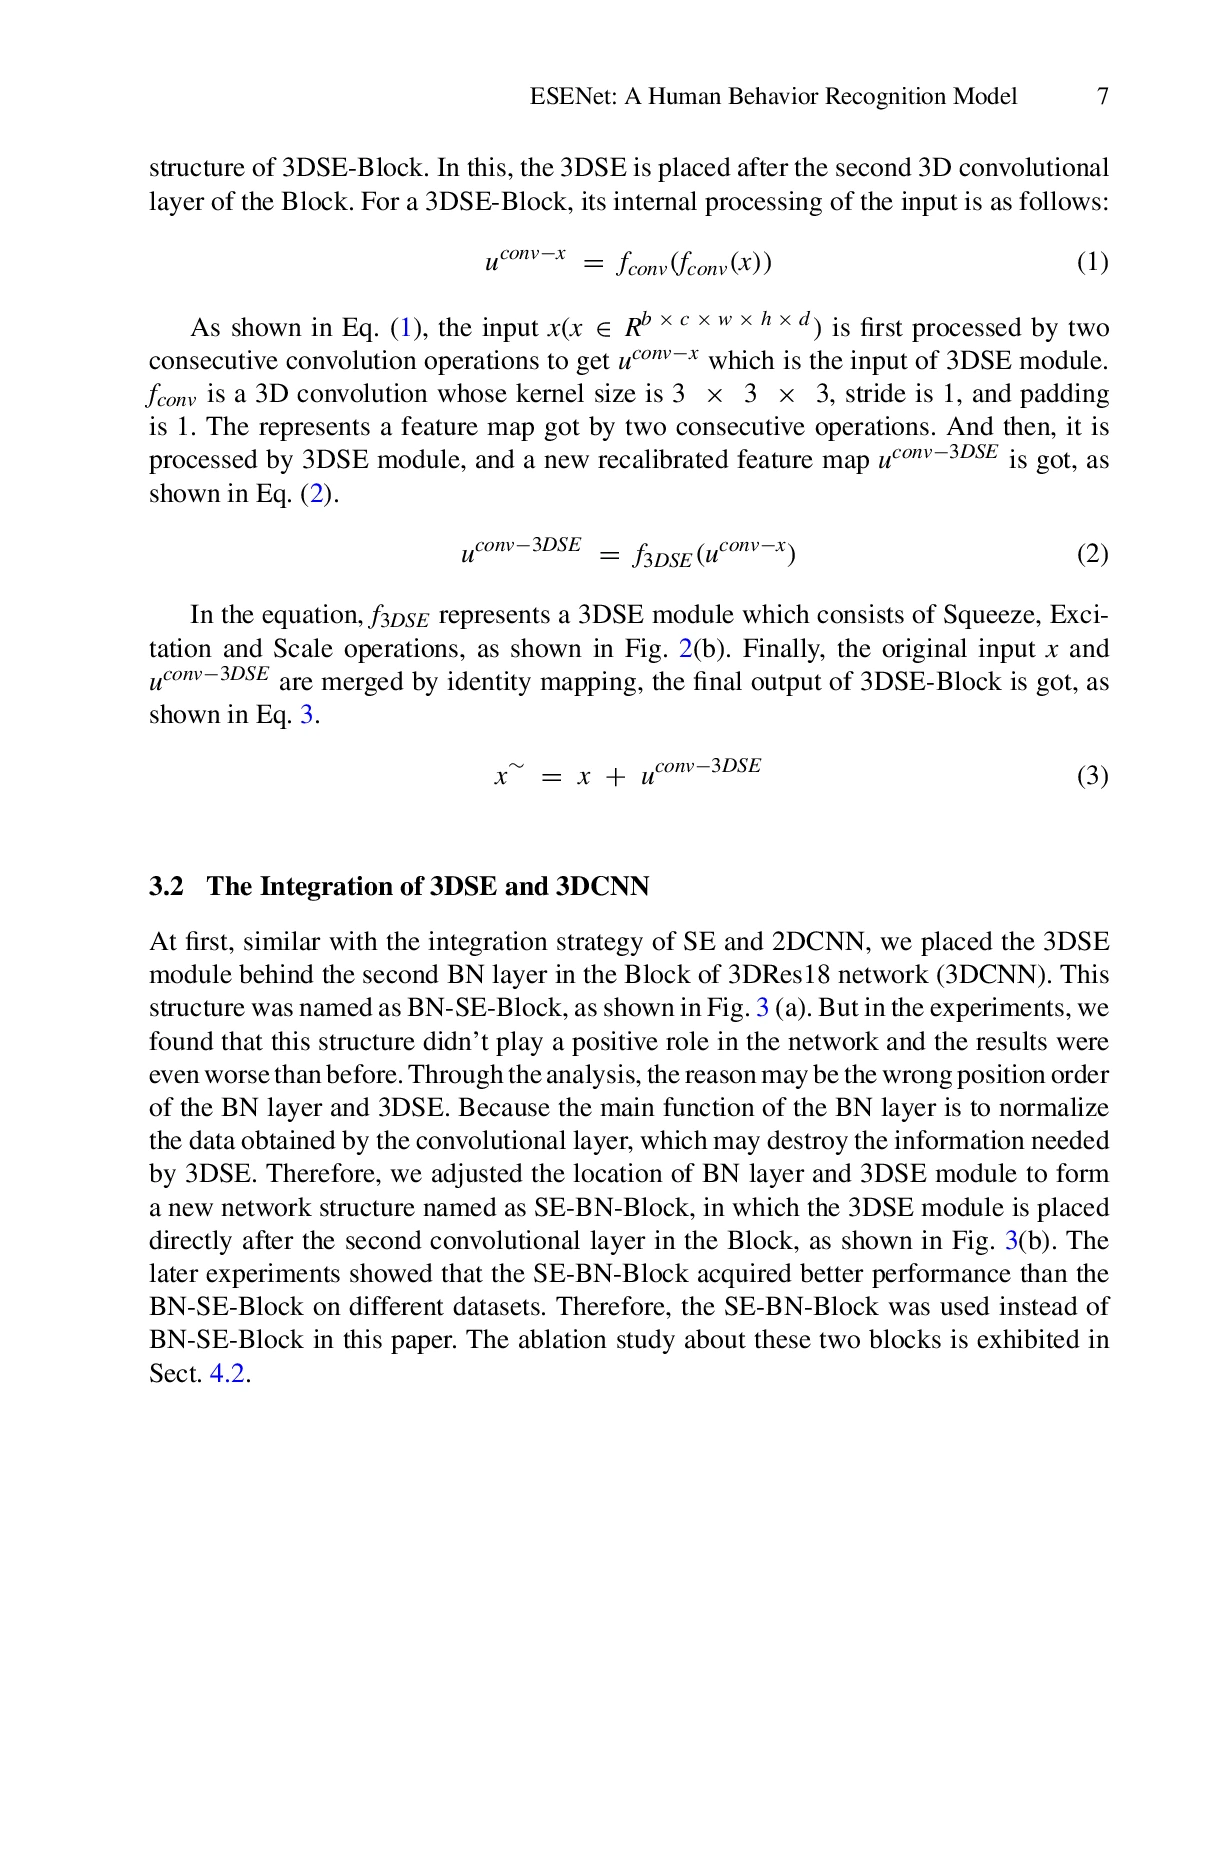 ESENet: A Human Behavior Recognition Model 7
structure of 3DSE-Block. In this, the 3DSE is placed after the second 3D convolutional
layer of the Block. For a 3DSE-Block, its internal processing of the input is as follows:
u^{conv−x} = f_{conv}(f_{conv}(x)) (1)
As shown in Eq. (1), the input x(x ∈ R^{b × c × w × h × d}) is first processed by two
consecutive convolution operations to get u^{conv−x} which is the input of 3DSE module.
f_{conv} is a 3D convolution whose kernel size is 3 × 3 × 3, stride is 1, and padding
is 1. The represents a feature map got by two consecutive operations. And then, it is
processed by 3DSE module, and a new recalibrated feature map u^{conv−3DSE} is got, as
shown in Eq. (2).
u^{conv−3DSE} = f_{3DSE}(u^{conv−x}) (2)
In the equation, f_{3DSE} represents a 3DSE module which consists of Squeeze, Exci-
tation and Scale operations, as shown in Fig. 2(b). Finally, the original input x and
u^{conv−3DSE} are merged by identity mapping, the final output of 3DSE-Block is got, as
shown in Eq. 3.
x^{∼} = x + u^{conv−3DSE} (3)
3.2 The Integration of 3DSE and 3DCNN
At first, similar with the integration strategy of SE and 2DCNN, we placed the 3DSE
module behind the second BN layer in the Block of 3DRes18 network (3DCNN). This
structure was named as BN-SE-Block, as shown in Fig. 3 (a). But in the experiments, we
found that this structure didn't play a positive role in the network and the results were
even worse than before. Through the analysis, the reason may be the wrong position order
of the BN layer and 3DSE. Because the main function of the BN layer is to normalize
the data obtained by the convolutional layer, which may destroy the information needed
by 3DSE. Therefore, we adjusted the location of BN layer and 3DSE module to form
a new network structure named as SE-BN-Block, in which the 3DSE module is placed
directly after the second convolutional layer in the Block, as shown in Fig. 3(b). The
later experiments showed that the SE-BN-Block acquired better performance than the
BN-SE-Block on different datasets. Therefore, the SE-BN-Block was used instead of
BN-SE-Block in this paper. The ablation study about these two blocks is exhibited in
Sect. 4.2.